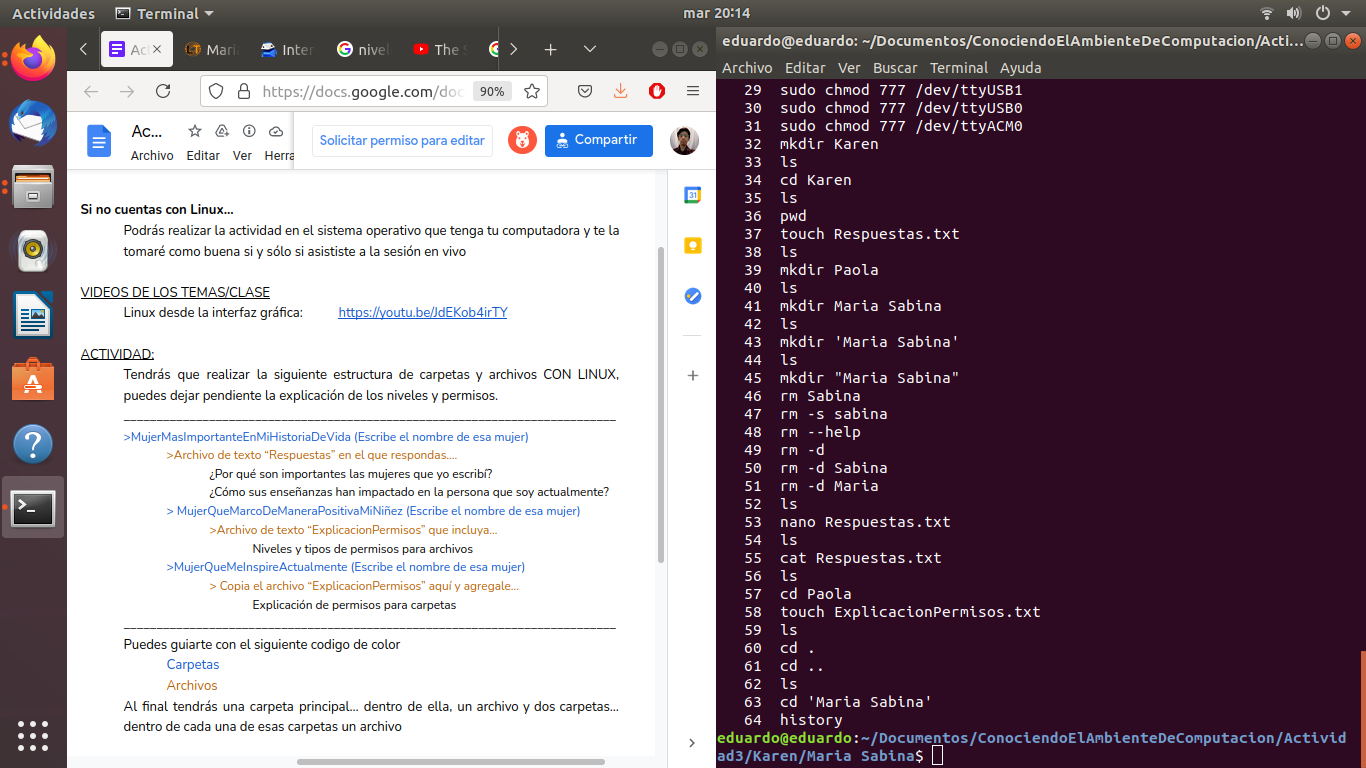 Actividades
Terminal
mar 20:14
Ac
Mari
Inter
nivel
The S
https://docs.google.com/doc
90%
Ac...
Solicitar permiso para editar
Compartir
Archivo Editar Ver Herra
31
Si no cuentas con Linux...
Podrás realizar la actividad en el sistema operativo que tenga tu computadora y te la
tomaré como buena si y sólo si asististe a la sesión en vivo
VIDEOS DE LOS TEMAS/CLASE
Linux desde la interfaz gráfica: https://youtu.be/JdEKob4irTY
ACTIVIDAD:
Tendrás que realizar la siguiente estructura de carpetas y archivos CON LINUX,
puedes dejar pendiente la explicación de los niveles y permisos.
>MujerMasImportanteEnMiHistoriaDeVida (Escribe el nombre de esa mujer)
>Archivo de texto “Respuestas” en el que respondas....
¿Por qué son importantes las mujeres que yo escribí?
¿Cómo sus enseñanzas han impactado en la persona que soy actualmente?
> MujerQueMarcoDeManeraPositivaMiNiñez (Escribe el nombre de esa mujer)
>Archivo de texto “ExplicacionPermisos” que incluya...
Niveles y tipos de permisos para archivos
>MujerQueMeInspireActualmente (Escribe el nombre de esa mujer)
> Copia el archivo “ExplicacionPermisos” aquí y agregale...
Explicación de permisos para carpetas
Puedes guiarte con el siguiente codigo de color
Carpetas
Archivos
Al final tendrás una carpeta principal... dentro de ella, un archivo y dos carpetas...
dentro de cada una de esas carpetas un archivo
eduardo@eduardo: ~/Documentos/ConociendoElAmbienteDeComputacion/Acti...
Archivo Editar Ver Buscar Terminal Ayuda
29 sudo chmod 777 /dev/ttyUSB1
30 sudo chmod 777 /dev/ttyUSB0
31 sudo chmod 777 /dev/ttyACM0
32 mkdir Karen
33 ls
34 cd Karen
35 ls
36 pwd
37 touch Respuestas.txt
38 ls
39 mkdir Paola
40 ls
41 mkdir Maria Sabina
42 ls
43 mkdir 'Maria Sabina'
44 ls
45 mkdir "Maria Sabina"
46 rm Sabina
47 rm -s sabina
48 rm --help
49 rm -d
50 rm -d Sabina
51 rm -d Maria
52 ls
53 nano Respuestas.txt
54 ls
55 cat Respuestas.txt
56 ls
57 cd Paola
58 touch ExplicacionPermisos.txt
59 ls
60 cd .
61 cd ..
62 ls
63 cd 'Maria Sabina'
64 history
eduardo@eduardo:~/Documentos/ConociendoElAmbienteDeComputacion/Activid
ad3/Karen/Maria Sabina$